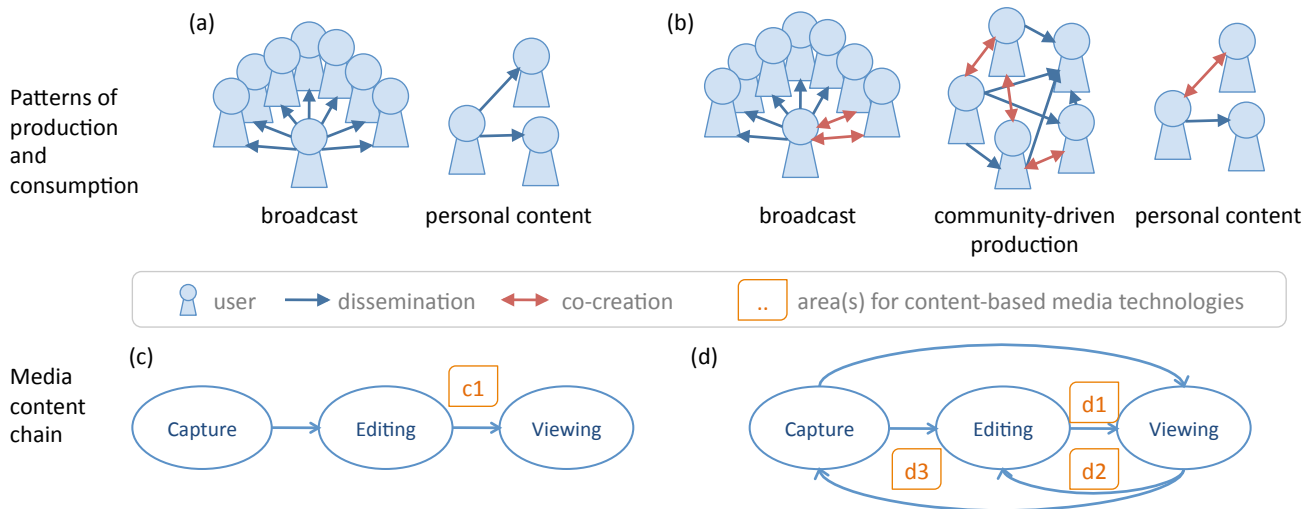 (a)
(b)
Patterns of
production
and
consumption
broadcast
personal content
broadcast
community-driven
production
personal content
user
dissemination
co-creation
..
area(s) for content-based media technologies
(c)
(d)
Media
content
chain
Capture
Editing
c1
Viewing
Capture
Editing
d1
Viewing
d3
d2